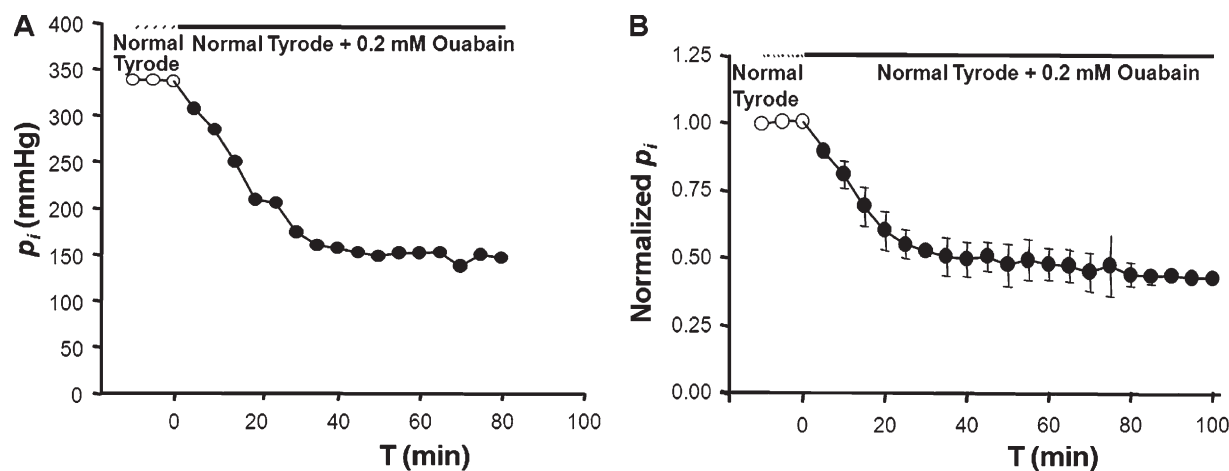 A
400
350
300
250
200
150
100
50
0
p_i (mmHg)
Normal
Tyrode
Normal Tyrode + 0.2 mM Ouabain
0 20 40 60 80 100
T (min)
B
1.25
1.00
0.75
0.50
0.25
0.00
Normalized p_i
Normal
Tyrode
Normal Tyrode + 0.2 mM Ouabain
0 20 40 60 80 100
T (min)